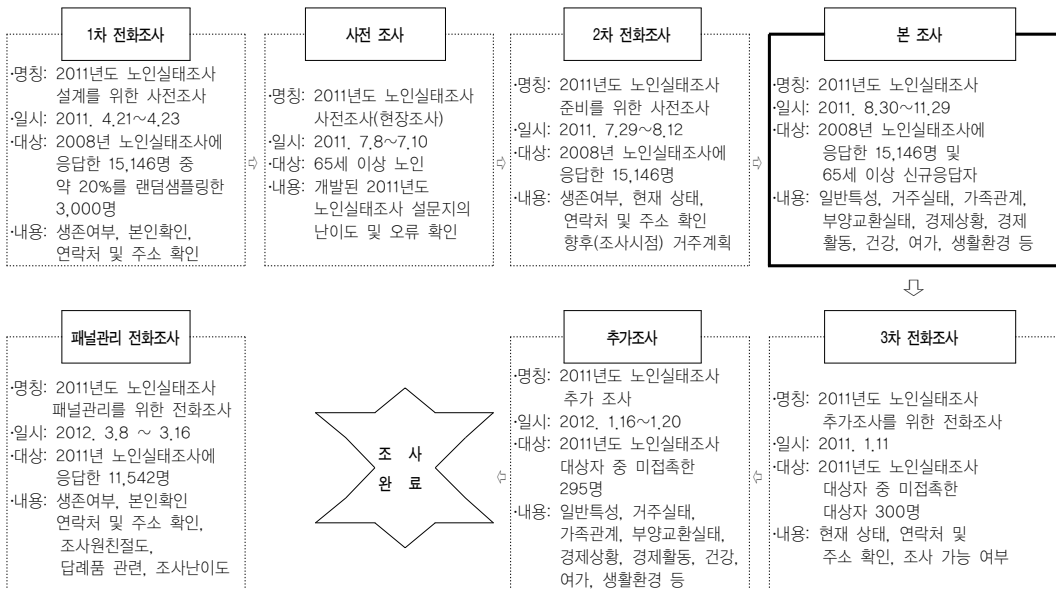 1차 전화조사
·명칭: 2011년도 노인실태조사
설계를 위한 사전조사
·일시: 2011. 4.21~4.23
·대상: 2008년 노인실태조사에
응답한 15,146명 중
약 20%를 랜덤샘플링한
3,000명
·내용: 생존여부, 본인확인,
연락처 및 주소 확인
사전 조사
·명칭: 2011년도 노인실태조사
사전조사(현장조사)
·일시: 2011. 7.8~7.10
·대상: 65세 이상 노인
·내용: 개발된 2011년도
노인실태조사 설문지의
난이도 및 오류 확인
2차 전화조사
·명칭: 2011년도 노인실태조사
준비를 위한 사전조사
·일시: 2011. 7.29~8.12
·대상: 2008년 노인실태조사에
응답한 15,146명
·내용: 생존여부, 현재 상태,
연락처 및 주소 확인
향후(조사시점) 거주계획
본 조사
·명칭: 2011년도 노인실태조사
·일시: 2011. 8.30~11.29
·대상: 2008년 노인실태조사에
응답한 15,146명 및
65세 이상 신규응답자
·내용: 일반특성, 거주실태, 가족관계,
부양교환실태, 경제상황, 경제
활동, 건강, 여가, 생활환경 등
3차 전화조사
·명칭: 2011년도 노인실태조사
추가조사를 위한 전화조사
·일시: 2011. 1.11
·대상: 2011년도 노인실태조사
대상자 중 미접촉한
대상자 300명
·내용: 현재 상태, 연락처 및
주소 확인, 조사 가능 여부
추가조사
·명칭: 2011년도 노인실태조사
추가 조사
·일시: 2012. 1.16~1.20
·대상: 2011년도 노인실태조사
대상자 중 미접촉한
295명
·내용: 일반특성, 거주실태,
가족관계, 부양교환실태,
경제상황, 경제활동, 건강,
여가, 생활환경 등
조 사
완 료
패널관리 전화조사
·명칭: 2011년도 노인실태조사
패널관리를 위한 전화조사
·일시: 2012. 3.8 ~ 3.16
·대상: 2011년 노인실태조사에
응답한 11,542명
·내용: 생존여부, 본인확인
연락처 및 주소 확인,
조사원친절도,
답례품 관련, 조사난이도